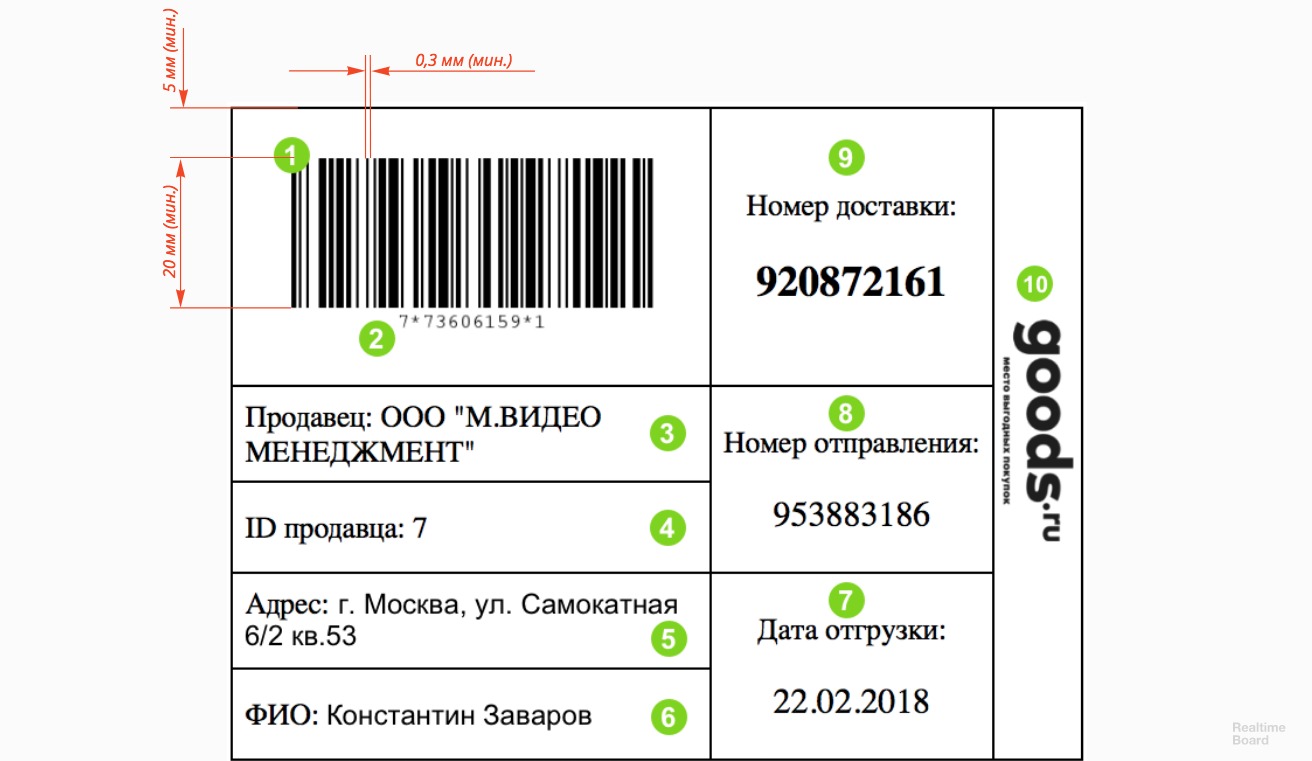 5 мм (мин.)
0,3 мм (мин.)
20 мм (мин.)
1
7*73606159*1
2
Продавец: ООО "М.ВИДЕО
МЕНЕДЖМЕНТ"
3
ID продавца: 7
4
Адрес: г. Москва, ул. Самокатная
6/2 кв.53
5
ФИО: Константин Заваров
6
9
Номер доставки:
920872161
8
Номер отправления:
953883186
7
Дата отгрузки:
22.02.2018
10
goods.ru
место выгодных покупок
Realtime
Board